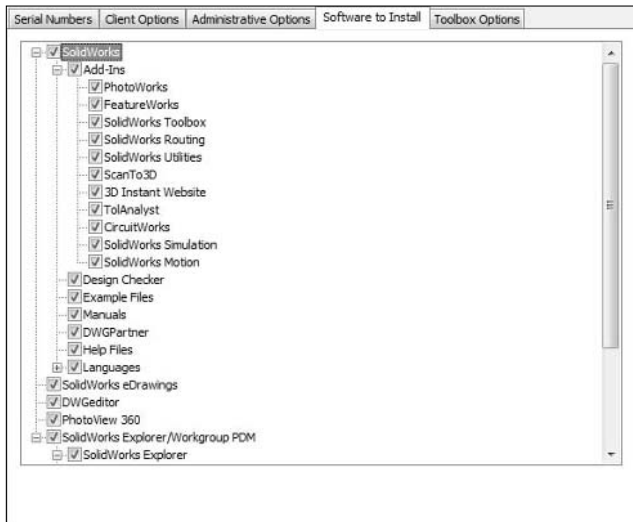 Serial Numbers Client Options Administrative Options Software to Install Toolbox Options
SolidWorks
Add-Ins
PhotoWorks
FeatureWorks
SolidWorks Toolbox
SolidWorks Routing
SolidWorks Utilities
ScanTo3D
3D Instant Website
TolAnalyst
CircuitWorks
SolidWorks Simulation
SolidWorks Motion
Design Checker
Example Files
Manuals
DWGPartner
Help Files
Languages
SolidWorks eDrawings
DWGeditor
PhotoView 360
SolidWorks Explorer/Workgroup PDM
SolidWorks Explorer